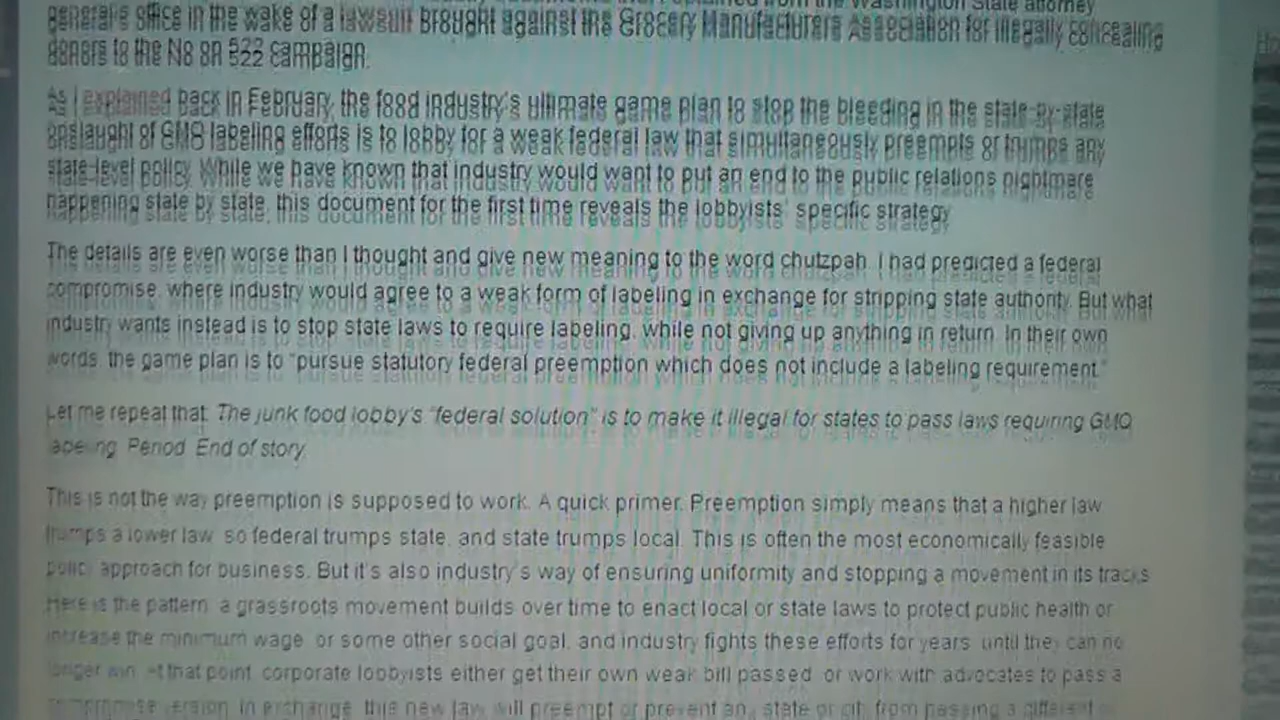 from the Washington State attorney
general's office in the wake of a lawsuit brought against the Grocery Manufacturers Association for illegally concealing
donors to the No on 522 campaign.
As I explained back in February, the food industry's ultimate game plan to stop the bleeding in the state-by-state
onslaught of GMO labeling efforts is to lobby for a weak federal law that simultaneously preempts or trumps any
state-level policy. While we have known that industry would want to put an end to the public relations nightmare
happening state by state, this document for the first time reveals the lobbyists' specific strategy.
The details are even worse than I thought and give new meaning to the word chutzpah. I had predicted a federal
compromise, where industry would agree to a weak form of labeling in exchange for stripping state authority. But what
industry wants instead is to stop state laws to require labeling, while not giving up anything in return. In their own
words, the game plan is to "pursue statutory federal preemption which does not include a labeling requirement."
Let me repeat that: The junk food lobby's "federal solution" is to make it illegal for states to pass laws requiring GMO
labeling. Period. End of story.
This is not the way preemption is supposed to work. A quick primer: Preemption simply means that a higher law
trumps a lower law, so federal trumps state, and state trumps local. This is often the most economically feasible
policy approach for business. But it's also industry's way of ensuring uniformity and stopping a movement in its tracks.
Here is the pattern: a grassroots movement builds over time to enact local or state laws to protect public health or
increase the minimum wage, or some other social goal, and industry fights these efforts for years, until they can no
longer win. At that point, corporate lobbyists either get their own weak bill passed, or work with advocates to pass a
compromise version. In exchange, this new law will preempt or prevent any state or city from passing a different